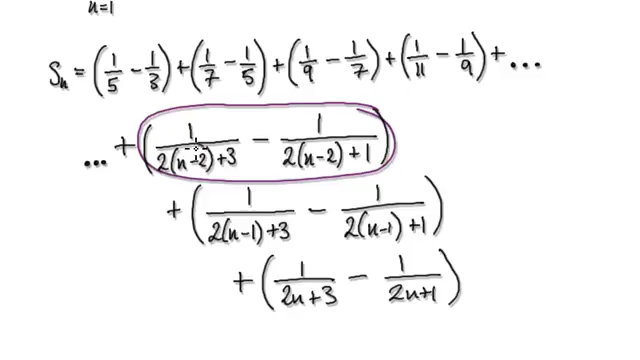 n=1
Sn = (1/5 - 1/3) + (1/7 - 1/5) + (1/9 - 1/7) + (1/11 - 1/9) + ...
... + (1/(2(n-2)+3) - 1/(2(n-2)+1))
+ (1/(2(n-1)+3) - 1/(2(n-1)+1))
+ (1/(2n+3) - 1/(2n+1))